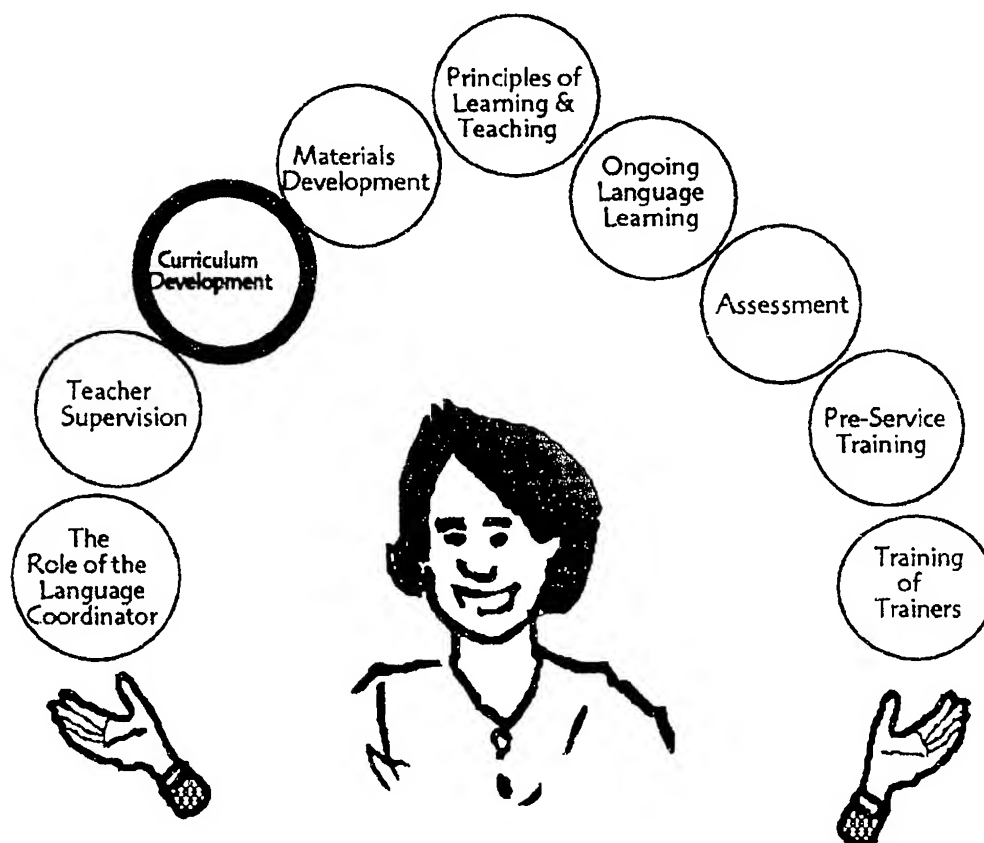 The
Role of the
Language
Coordinator
Teacher
Supervision
Curriculum
Development
Materials
Development
Principles of
Learning &
Teaching
Ongoing
Language
Learning
Assessment
Pre-Service
Training
Training
of
Trainers